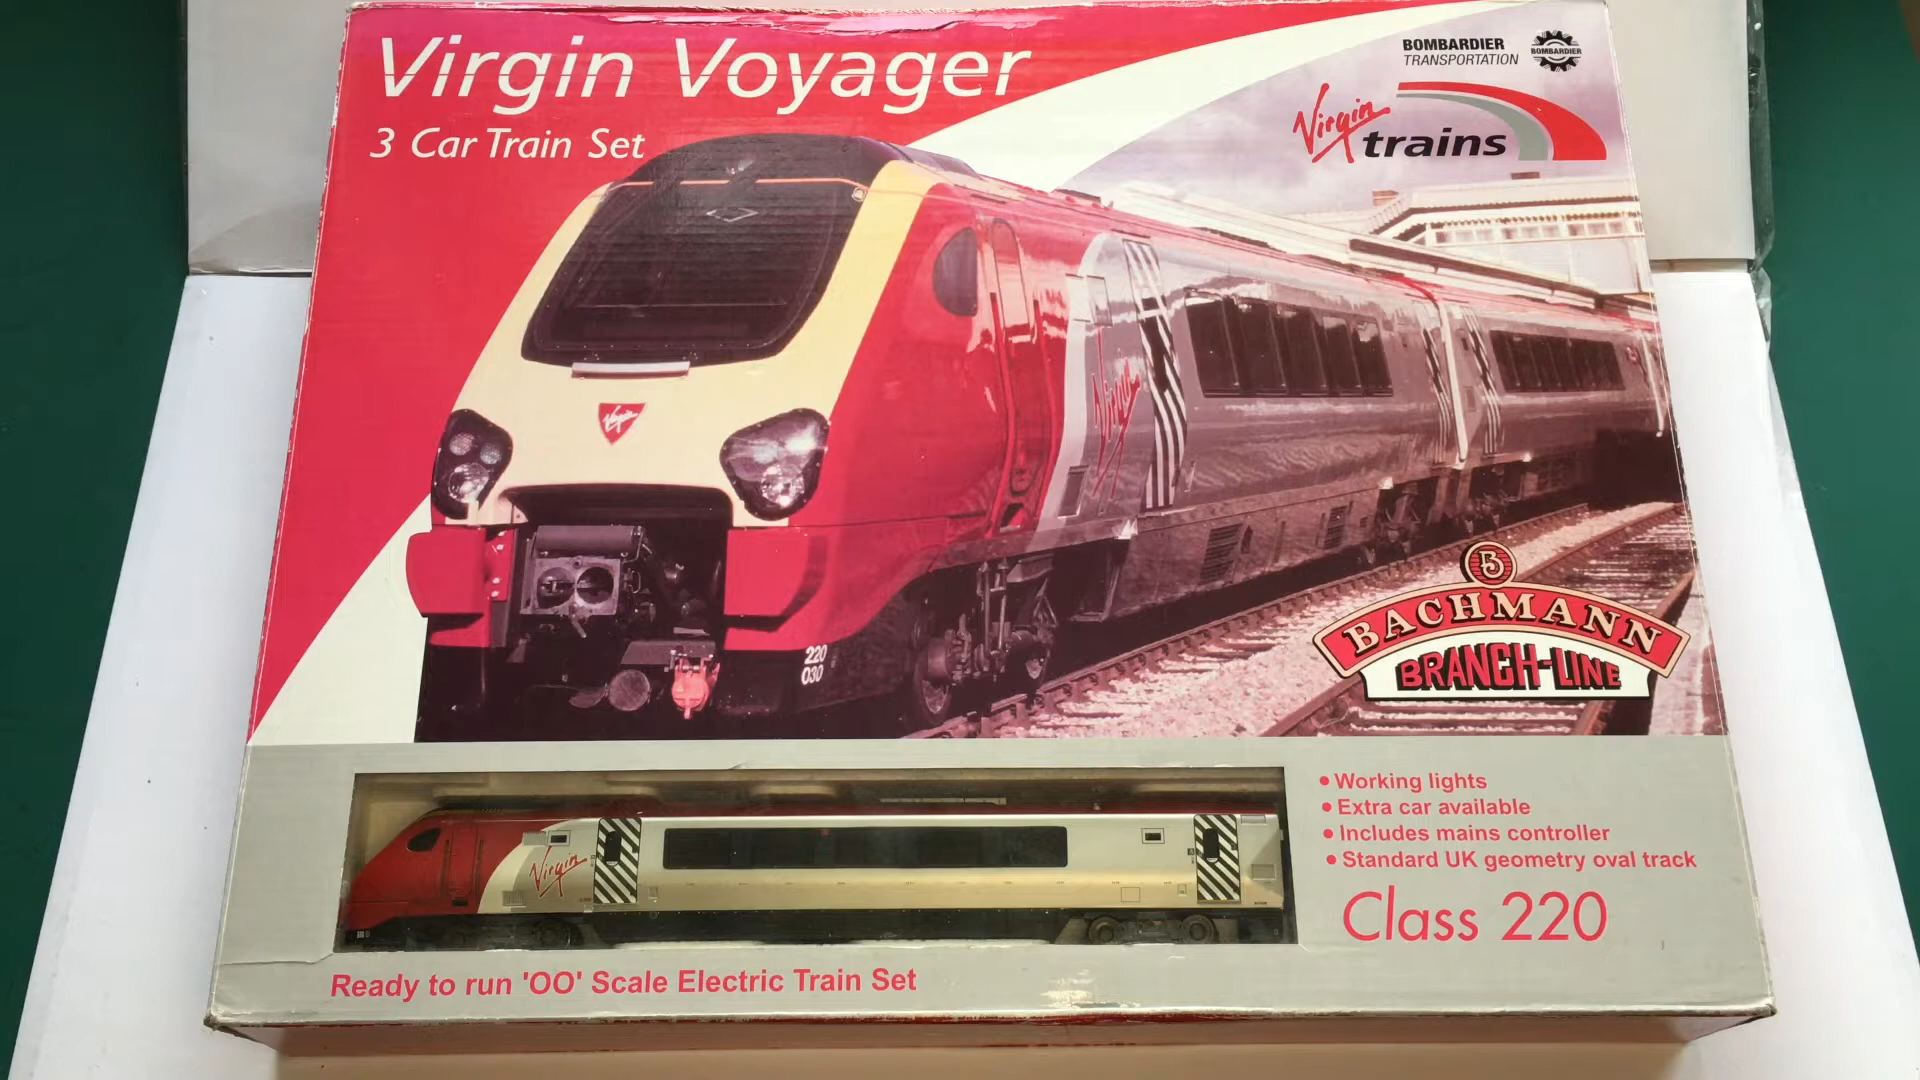 Virgin Voyager
3 Car Train Set
BOMBARDIER
TRANSPORTATION
BOMBARDIER
Virgin
trains
Virgin
Virgin
220
030
B
BACHMANN
BRANCH-LINE
Virgin
• Working lights
• Extra car available
• Includes mains controller
• Standard UK geometry oval track
Class 220
Ready to run 'OO' Scale Electric Train Set